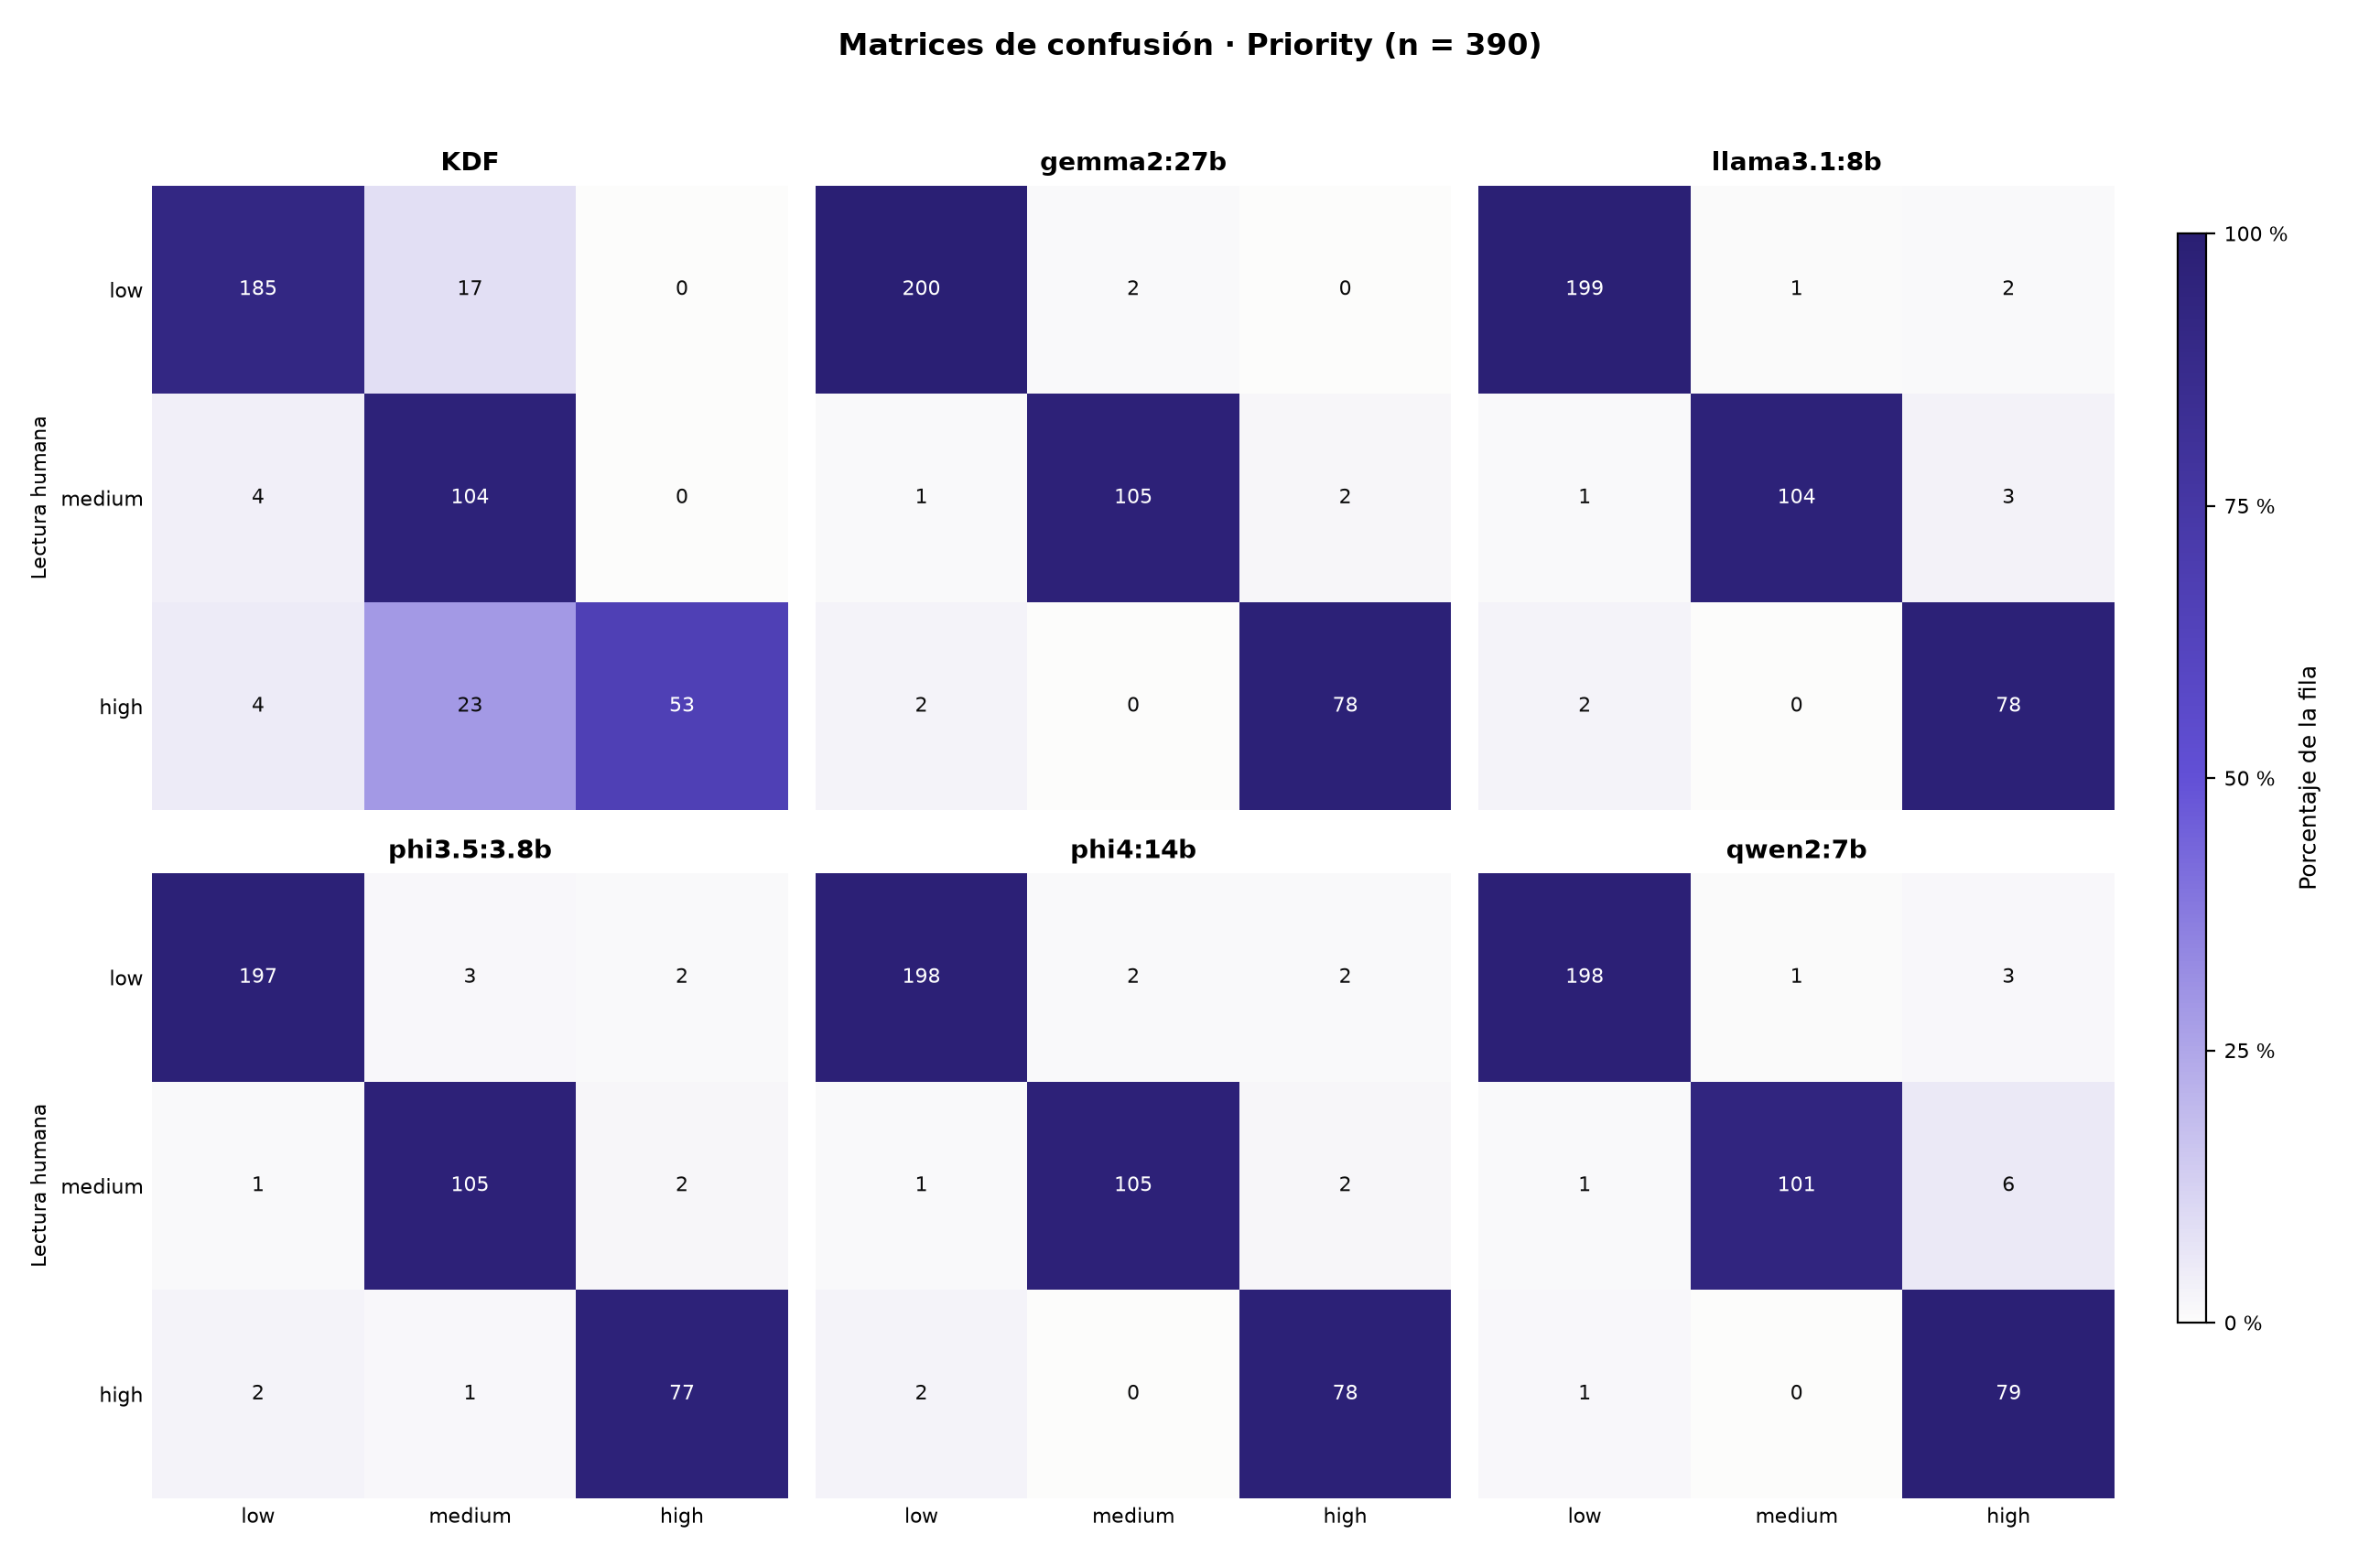 Matrices de confusión · Priority (n = 390)
KDF
gemma2:27b
llama3.1:8b
low
185 17 0
200 2 0
199 1 2
medium
4 104 0
1 105 2
1 104 3
high
4 23 53
2 0 78
2 0 78
Lectura humana
phi3.5:3.8b
phi4:14b
qwen2:7b
low
197 3 2
198 2 2
198 1 3
medium
1 105 2
1 105 2
1 101 6
high
2 1 77
2 0 78
1 0 79
Lectura humana
low medium high
low medium high
low medium high
100 %
75 %
50 %
25 %
0 %
Porcentaje de la fila